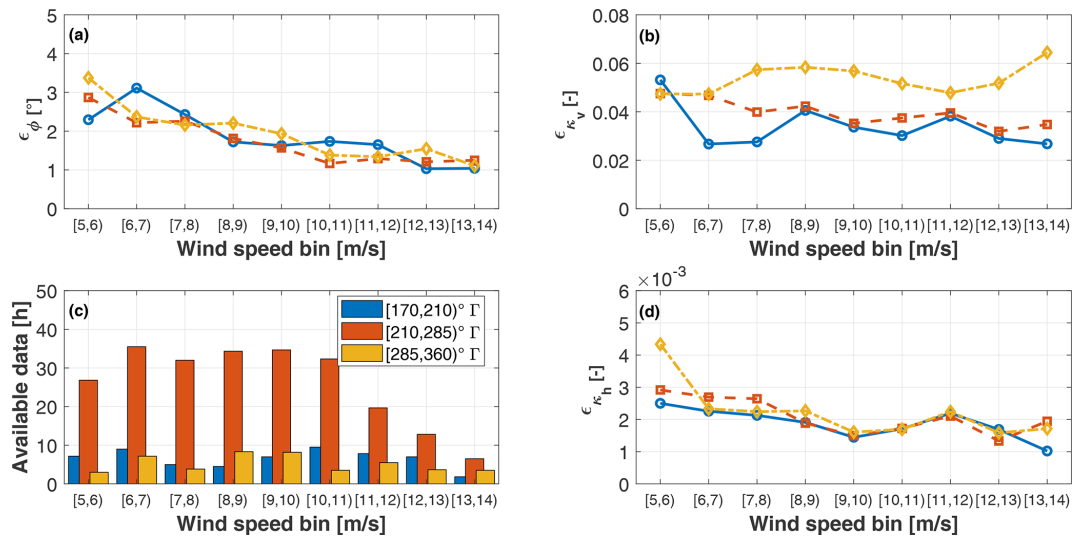 (a)
5
4
3
2
1
0
ϵ_ϕ [°]
[5,6) [6,7) [7,8) [8,9) [9,10) [10,11) [11,12) [12,13) [13,14)
Wind speed bin [m/s]
(b)
0.08
0.06
0.04
0.02
0
ϵ_κ_v [-]
[5,6) [6,7) [7,8) [8,9) [9,10) [10,11) [11,12) [12,13) [13,14)
Wind speed bin [m/s]
(c)
50
40
30
20
10
0
Available data [h]
[170,210)° Γ
[210,285)° Γ
[285,360)° Γ
[5,6) [6,7) [7,8) [8,9) [9,10) [10,11) [11,12) [12,13) [13,14)
Wind speed bin [m/s]
×10⁻³
(d)
6
5
4
3
2
1
0
ϵ_κ_h [-]
[5,6) [6,7) [7,8) [8,9) [9,10) [10,11) [11,12) [12,13) [13,14)
Wind speed bin [m/s]